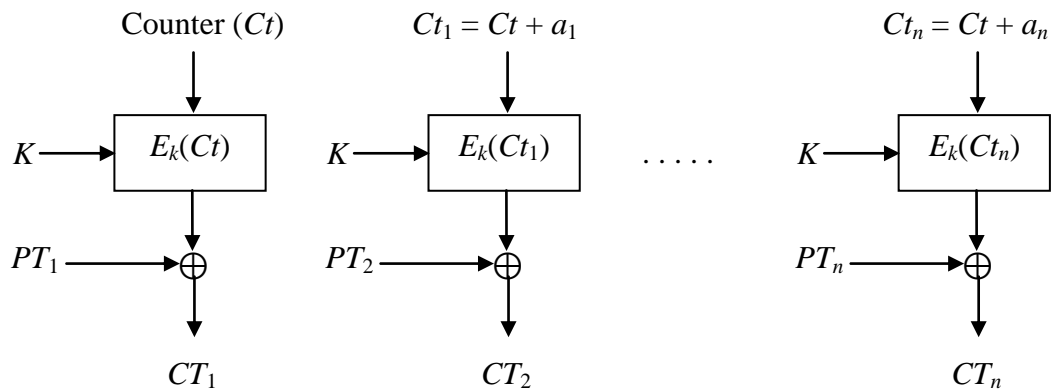 Counter (Ct) Ct₁ = Ct + a₁ Ctₙ = Ct + aₙ
K Eₖ(Ct) K Eₖ(Ct₁) . . . . . K Eₖ(Ctₙ)
PT₁ PT₂ PTₙ
CT₁ CT₂ CTₙ